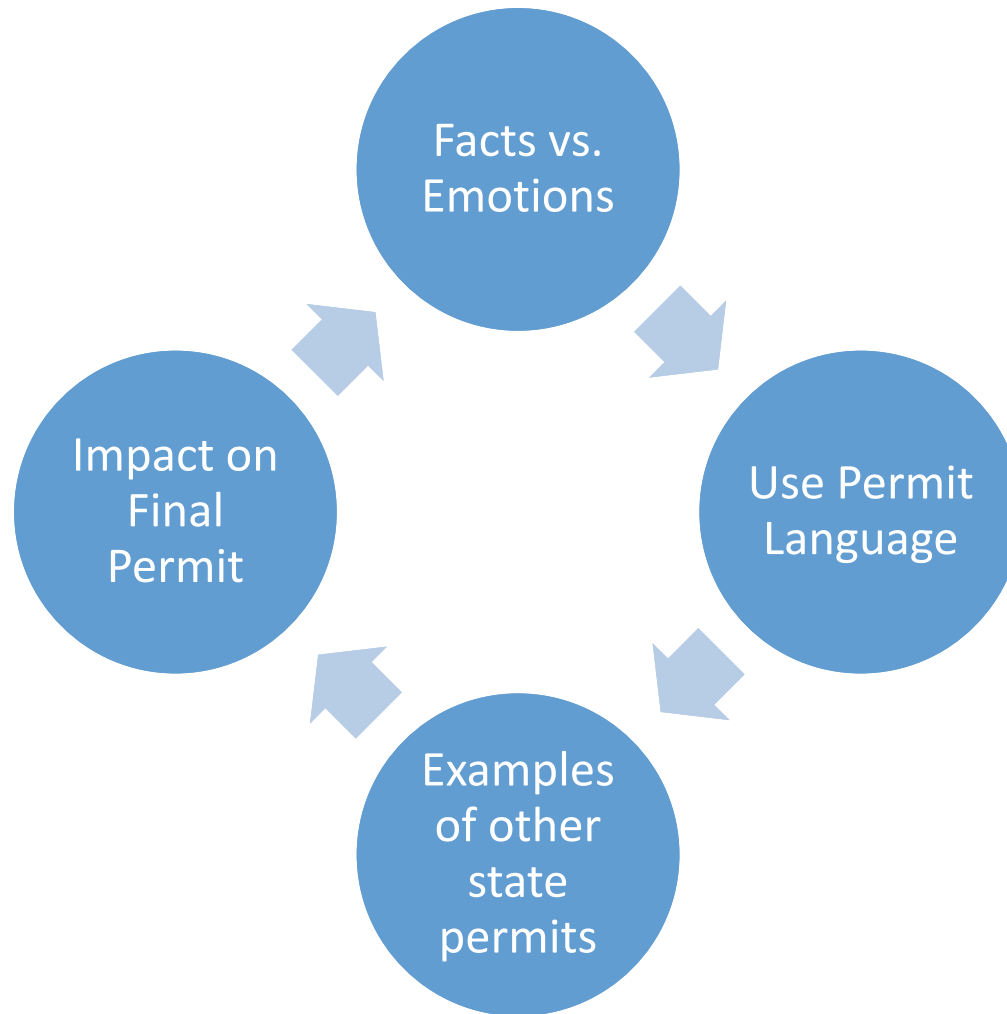 Facts vs.
Emotions
Use Permit
Language
Examples
of other
state
permits
Impact on
Final
Permit